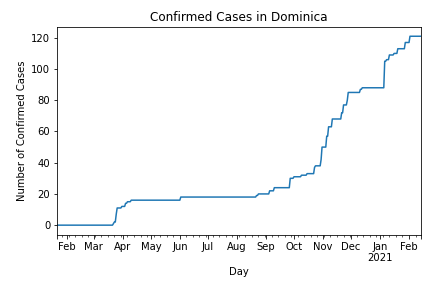 Confirmed Cases in Dominica
120
100
80
60
40
20
0
Number of Confirmed Cases
Feb Mar Apr May Jun Jul Aug Sep Oct Nov Dec Jan Feb
2021
Day